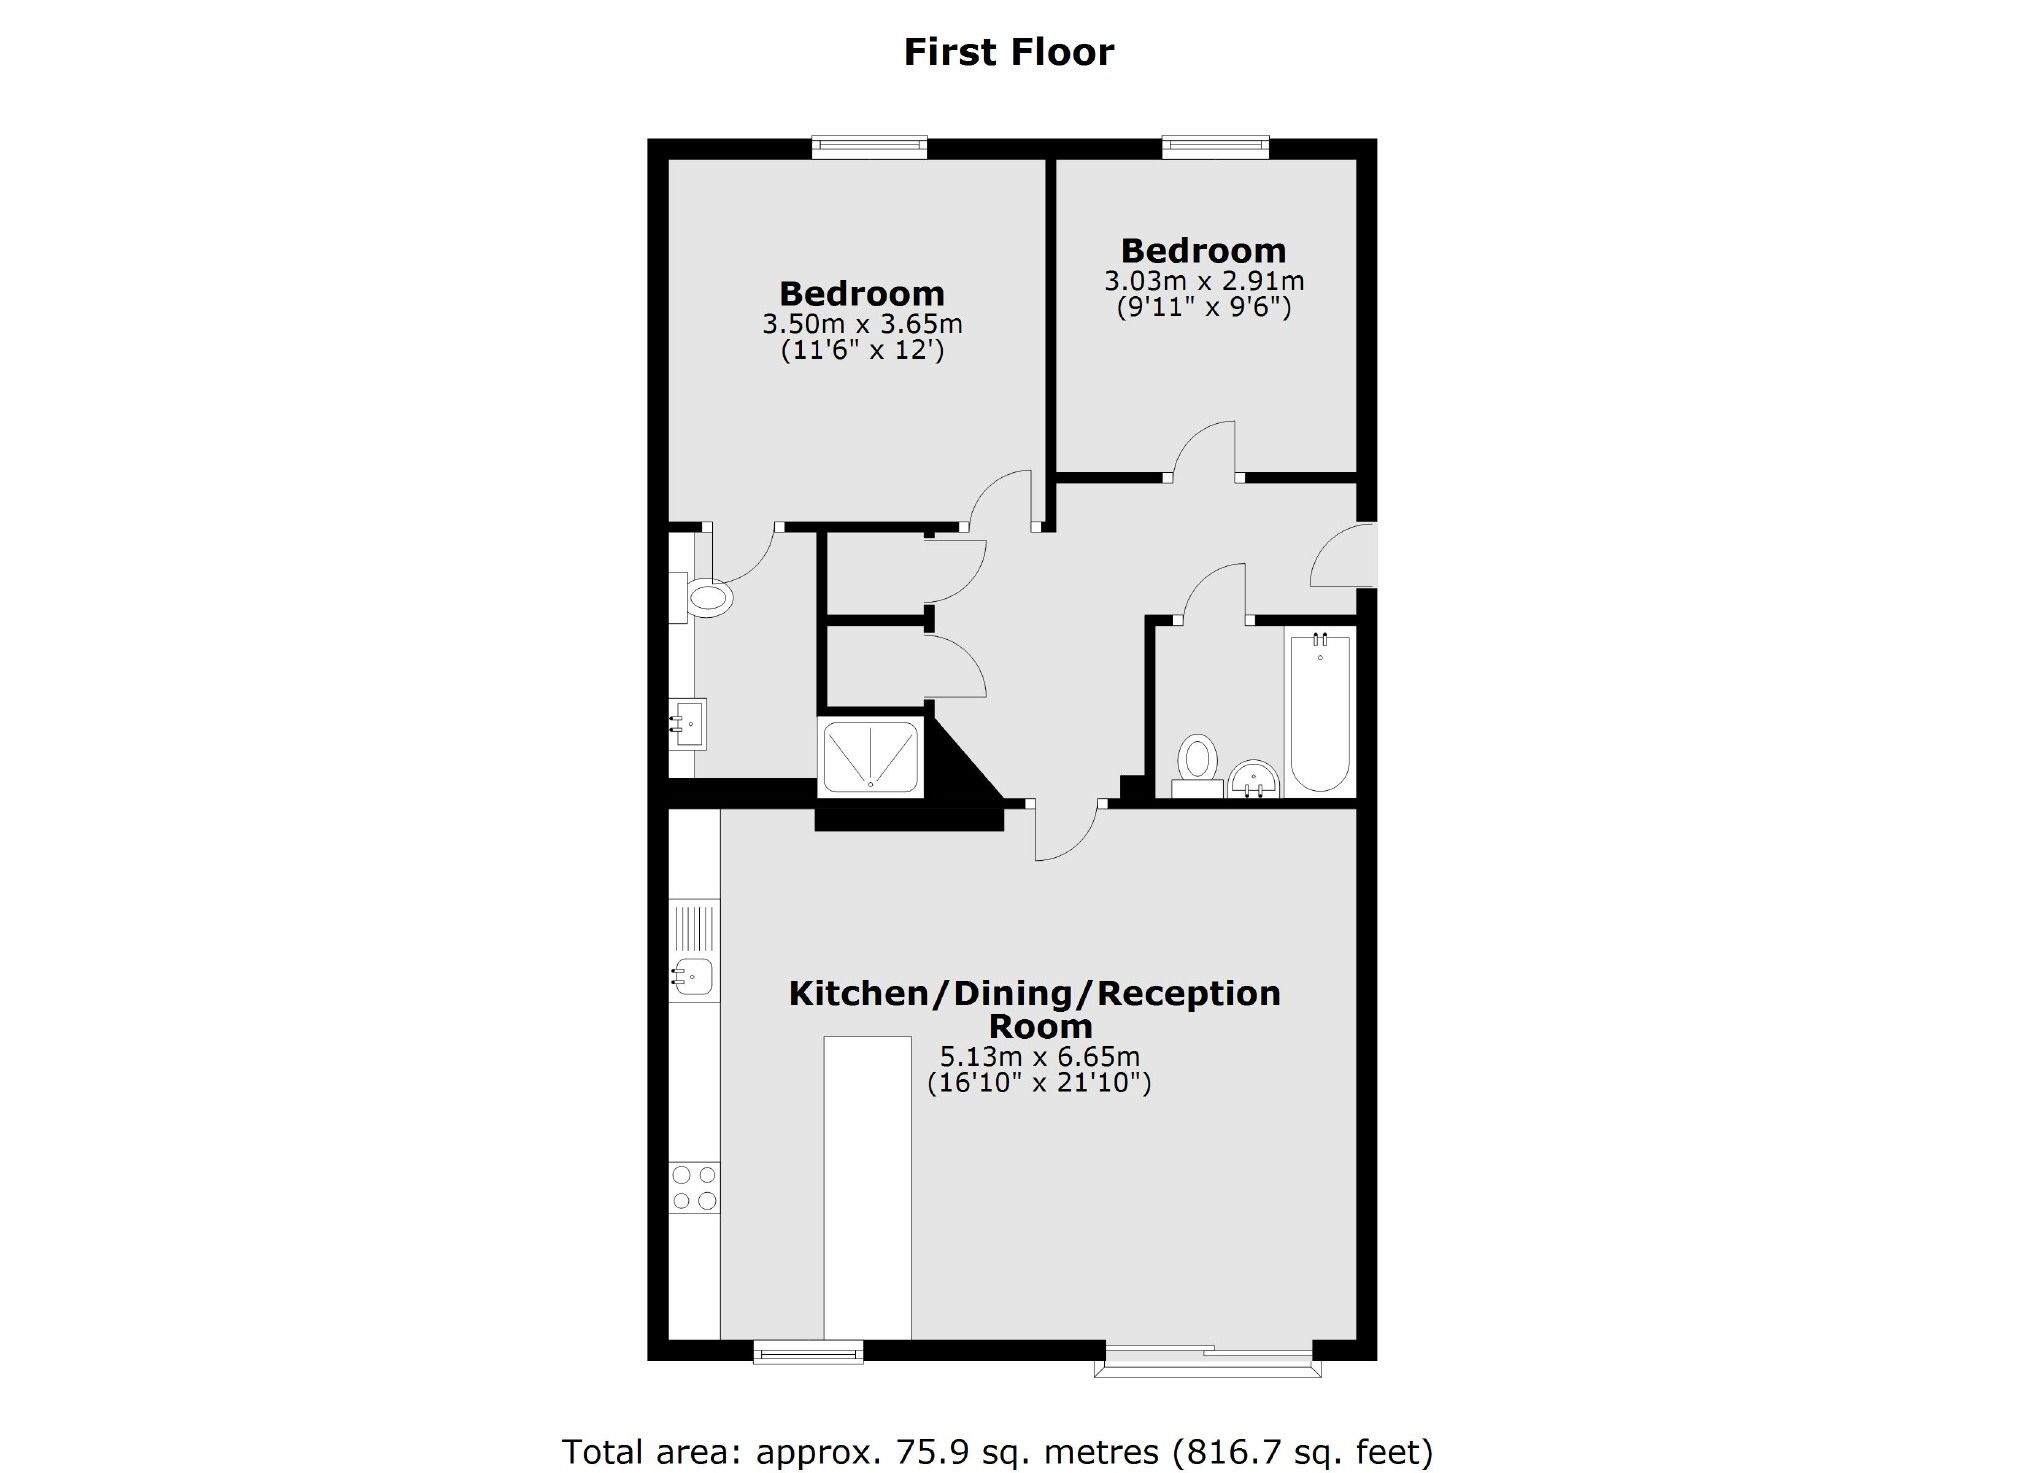 First Floor
Bedroom
3.50m x 3.65m
(11'6" x 12')
Bedroom
3.03m x 2.91m
(9'11" x 9'6")
Kitchen/Dining/Reception
Room
5.13m x 6.65m
(16'10" x 21'10")
Total area: approx. 75.9 sq. metres (816.7 sq. feet)